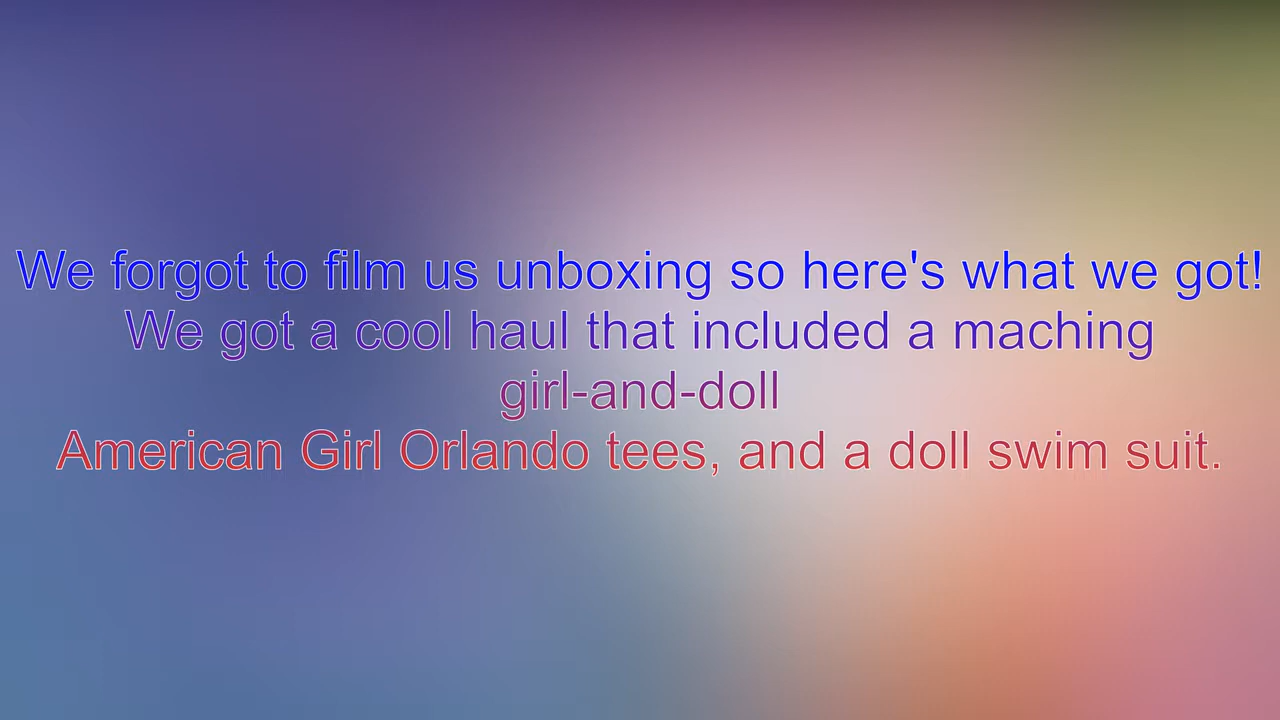 We forgot to film us unboxing so here's what we got!
We got a cool haul that included a maching
girl-and-doll
American Girl Orlando tees, and a doll swim suit.